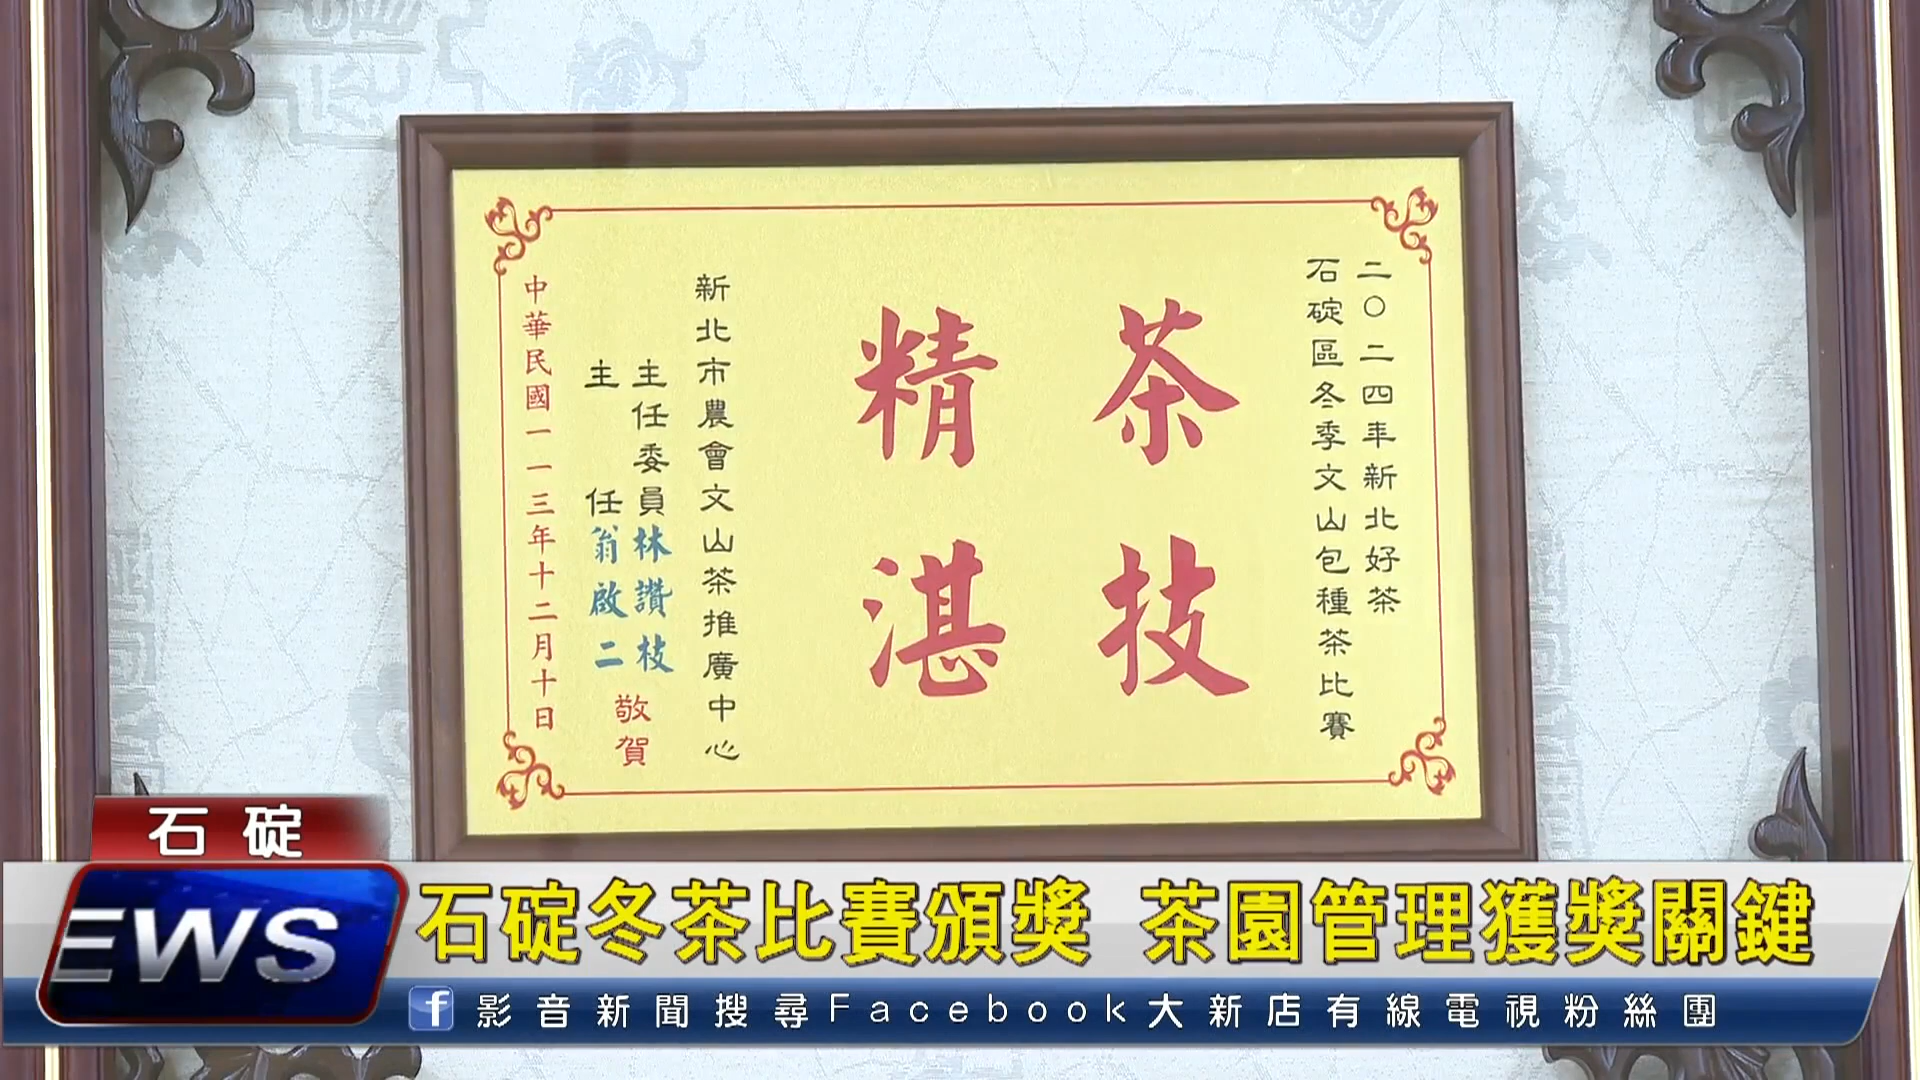 二〇二四年新北好茶
石碇區冬季文山包種茶比賽
茶技
精湛
新北市農會文山茶推廣中心
主任委員林讚枝
主任翁啟二
敬賀
中華民國一一三年十二月十日
石碇
EWS
石碇冬茶比賽頒獎 茶園管理獲獎關鍵
f 影音新聞搜尋Facebook大新店有線電視粉絲團